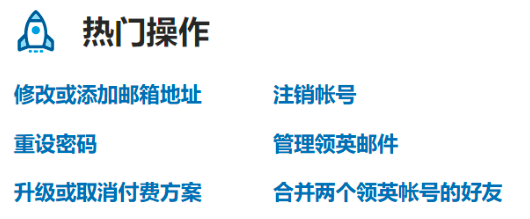 热门操作
修改或添加邮箱地址
注销帐号
重设密码
管理领英邮件
升级或取消付费方案
合并两个领英帐号的好友